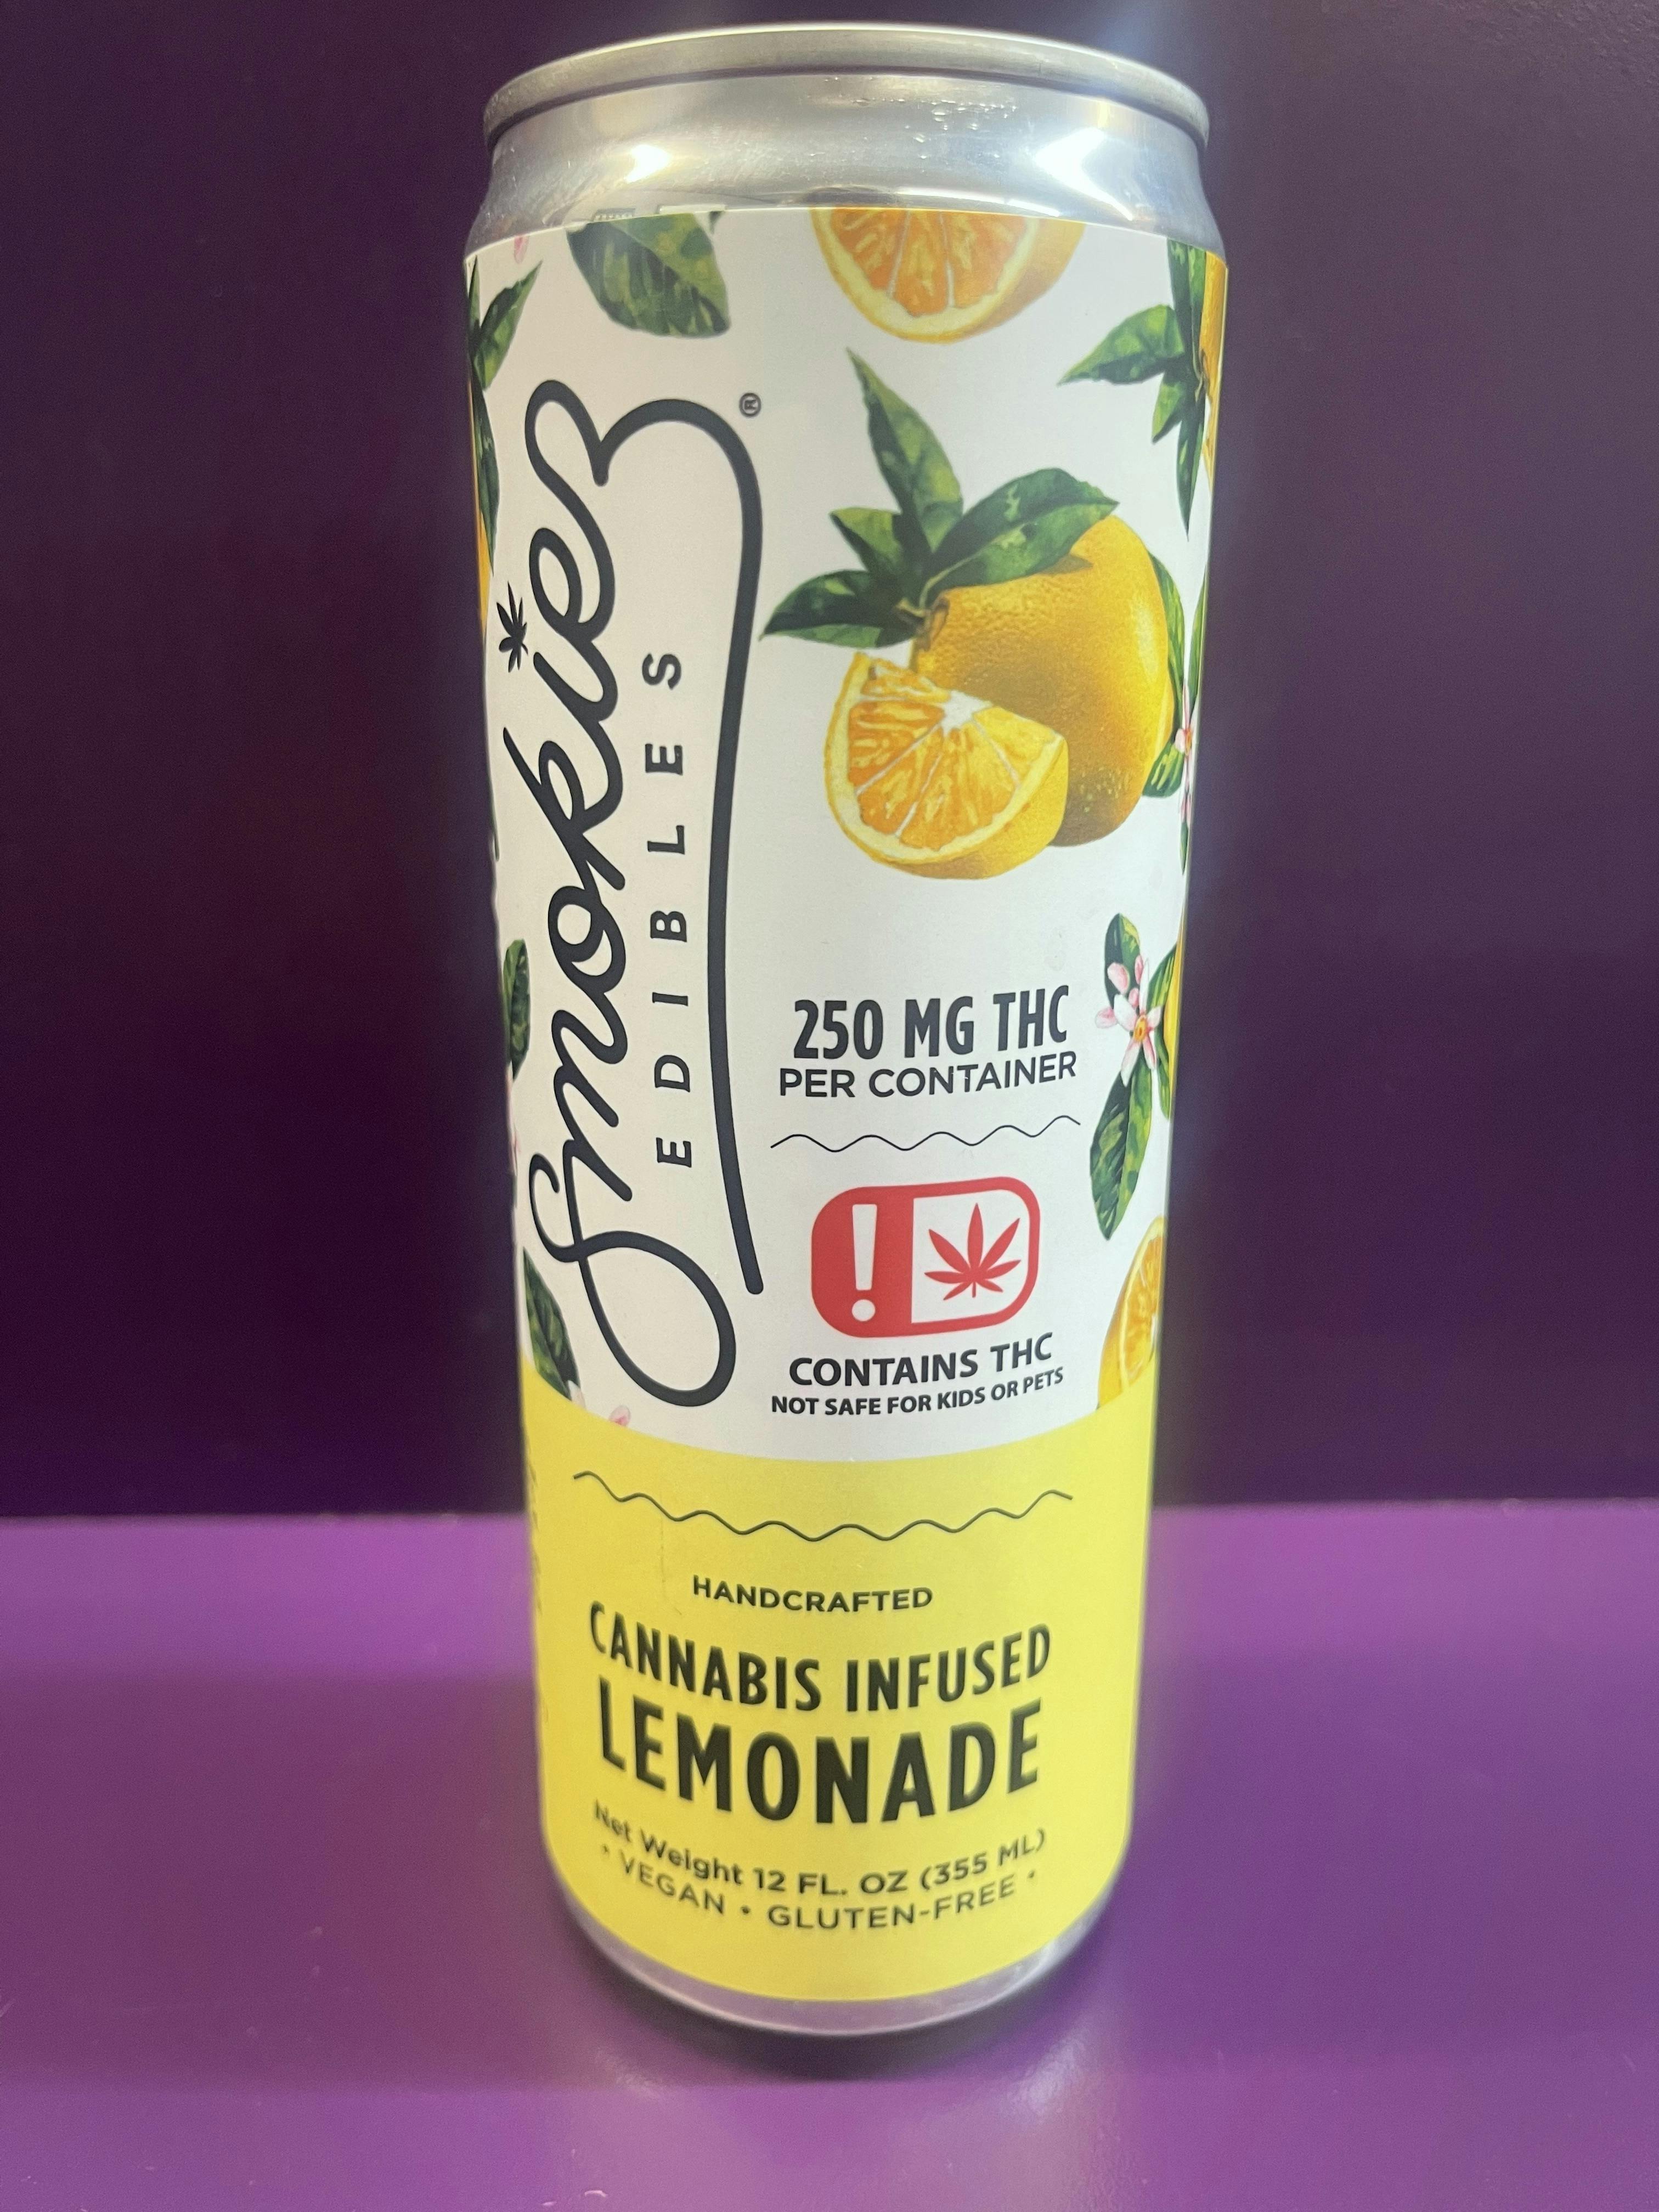 Smokiez®
EDIBLES
250 MG THC
PER CONTAINER
!
CONTAINS THC
NOT SAFE FOR KIDS OR PETS
HANDCRAFTED
CANNABIS INFUSED
LEMONADE
Net Weight 12 FL. OZ (355 ML)
• VEGAN • GLUTEN-FREE •